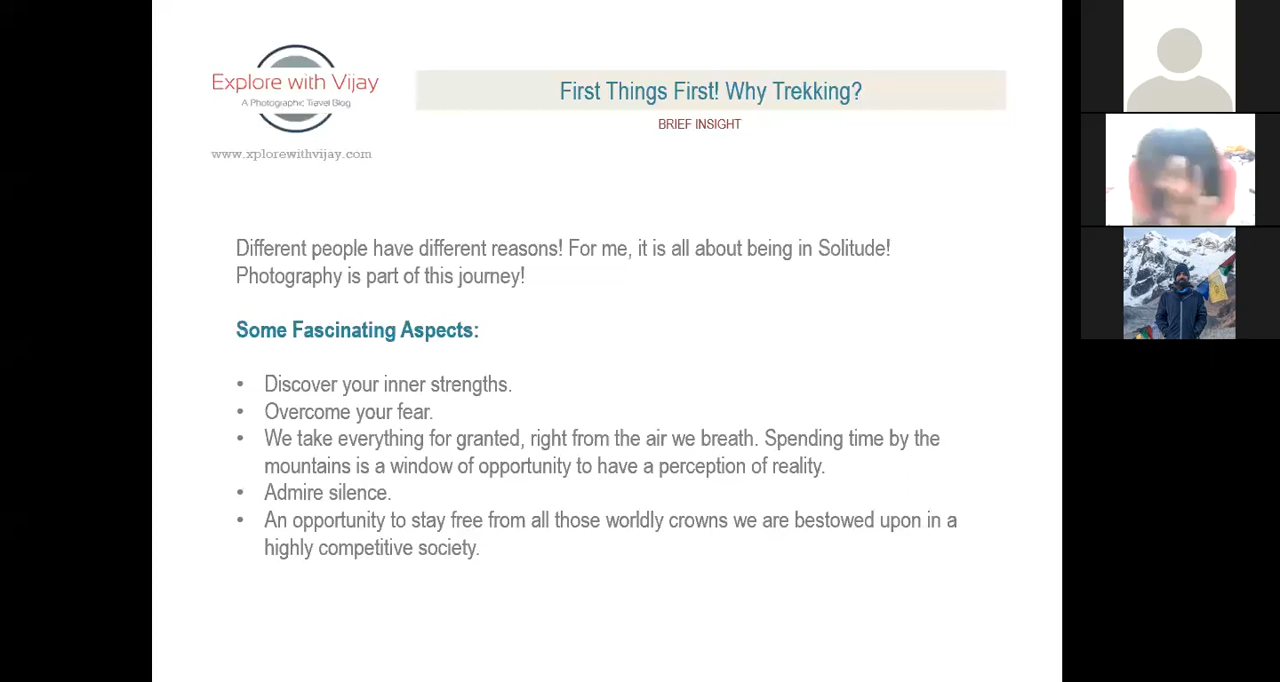 Explore with Vijay
A Photographic Travel Blog
www.xplorewithvijay.com
First Things First! Why Trekking?
BRIEF INSIGHT
Different people have different reasons! For me, it is all about being in Solitude!
Photography is part of this journey!
Some Fascinating Aspects:
• Discover your inner strengths.
• Overcome your fear.
• We take everything for granted, right from the air we breath. Spending time by the
mountains is a window of opportunity to have a perception of reality.
• Admire silence.
• An opportunity to stay free from all those worldly crowns we are bestowed upon in a
highly competitive society.